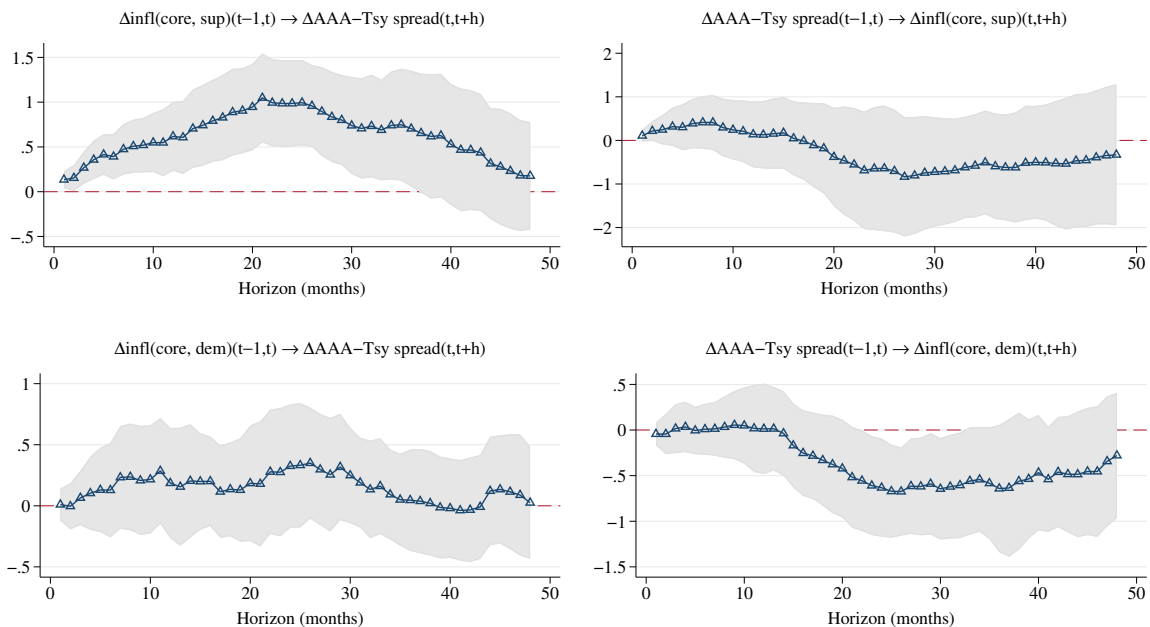 Δinfl(core, sup)(t−1,t) → ΔAAA−Tsy spread(t,t+h)
1.5
1
.5
0
−.5
0 10 20 30 40 50
Horizon (months)
ΔAAA−Tsy spread(t−1,t) → Δinfl(core, sup)(t,t+h)
2
1
0
−1
−2
0 10 20 30 40 50
Horizon (months)
Δinfl(core, dem)(t−1,t) → ΔAAA−Tsy spread(t,t+h)
1
.5
0
−.5
0 10 20 30 40 50
Horizon (months)
ΔAAA−Tsy spread(t−1,t) → Δinfl(core, dem)(t,t+h)
.5
0
−.5
−1
−1.5
0 10 20 30 40 50
Horizon (months)